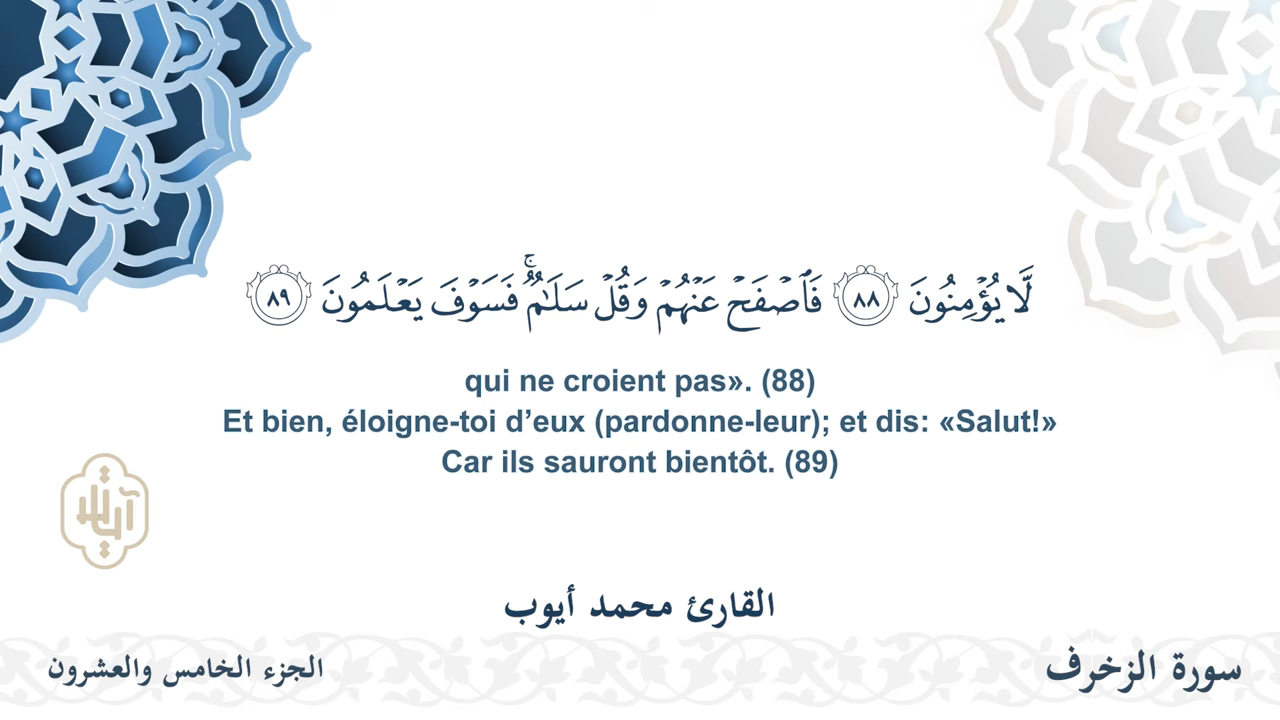 لَّا يُؤۡمِنُونَ ٨٨ فَٱصۡفَحۡ عَنۡهُمۡ وَقُلۡ سَلَٰمٞۚ فَسَوۡفَ يَعۡلَمُونَ ٨٩
qui ne croient pas». (88)
Et bien, éloigne-toi d’eux (pardonne-leur); et dis: «Salut!»
Car ils sauront bientôt. (89)
القارئ محمد أيوب
سورة الزخرف
الجزء الخامس والعشرون